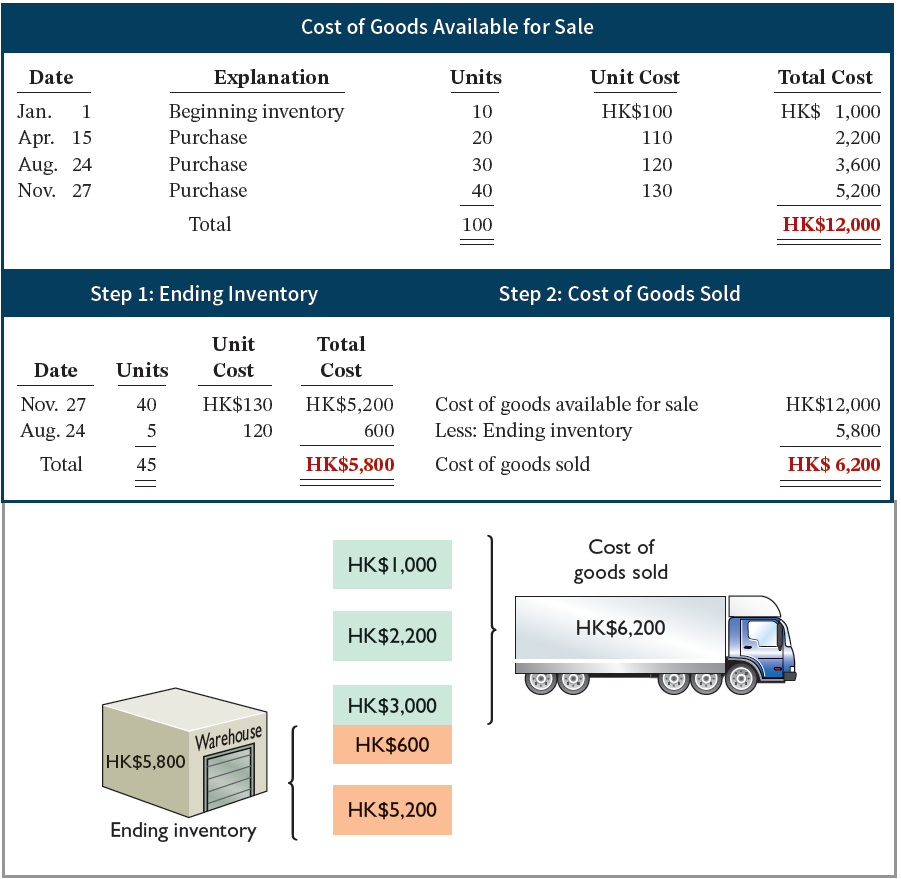 Cost of Goods Available for Sale
Date Explanation Units Unit Cost Total Cost
Jan. 1 Beginning inventory 10 HK$100 HK$ 1,000
Apr. 15 Purchase 20 110 2,200
Aug. 24 Purchase 30 120 3,600
Nov. 27 Purchase 40 130 5,200
Total 100 HK$12,000
Step 1: Ending Inventory Step 2: Cost of Goods Sold
Unit Total
Date Units Cost Cost
Nov. 27 40 HK$130 HK$5,200 Cost of goods available for sale HK$12,000
Aug. 24 5 120 600 Less: Ending inventory 5,800
Total 45 HK$5,800 Cost of goods sold HK$ 6,200
Cost of
goods sold
HK$1,000
HK$2,200
HK$6,200
HK$3,000
HK$600
HK$5,200
Warehouse
HK$5,800
Ending inventory